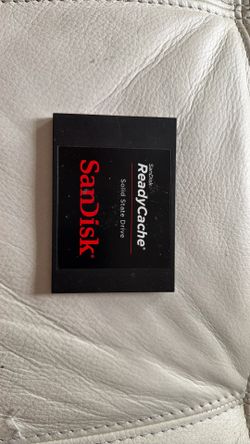 SanDisk
ReadyCache®
Solid State Drive
SanDisk®